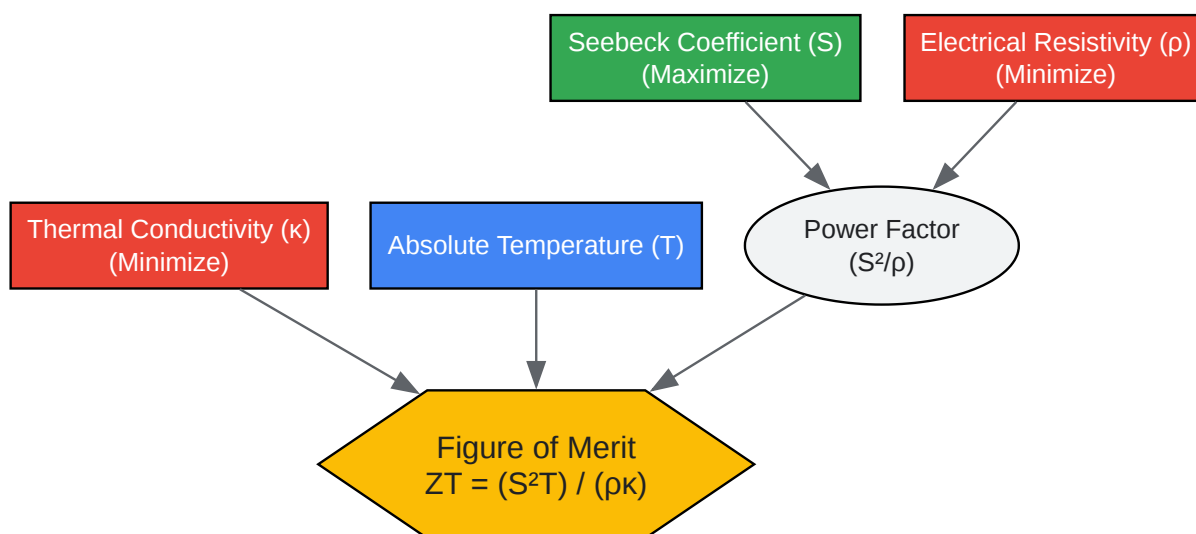 Seebeck Coefficient (S)
(Maximize)
Electrical Resistivity (ρ)
(Minimize)
Thermal Conductivity (κ)
(Minimize)
Absolute Temperature (T)
Power Factor
(S²/ρ)
Figure of Merit
ZT = (S²T) / (ρκ)